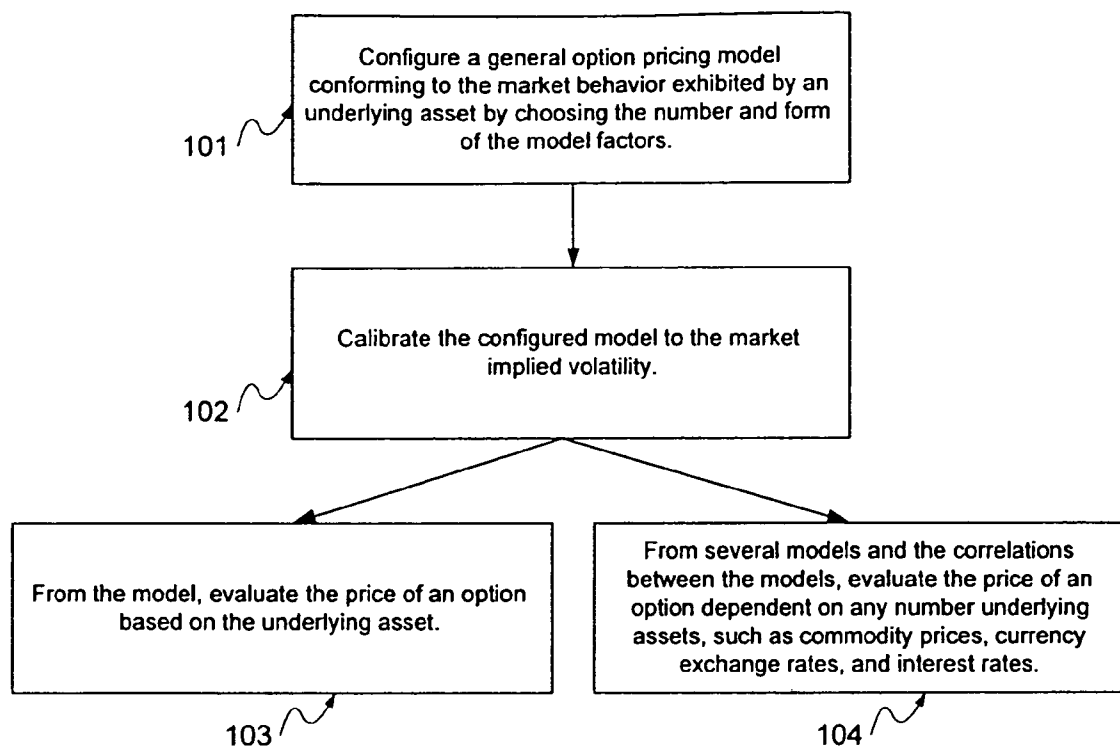 Configure a general option pricing model
conforming to the market behavior exhibited by an
underlying asset by choosing the number and form
of the model factors.
101
Calibrate the configured model to the market
implied volatility.
102
From the model, evaluate the price of an option
based on the underlying asset.
103
From several models and the correlations
between the models, evaluate the price of an
option dependent on any number underlying
assets, such as commodity prices, currency
exchange rates, and interest rates.
104